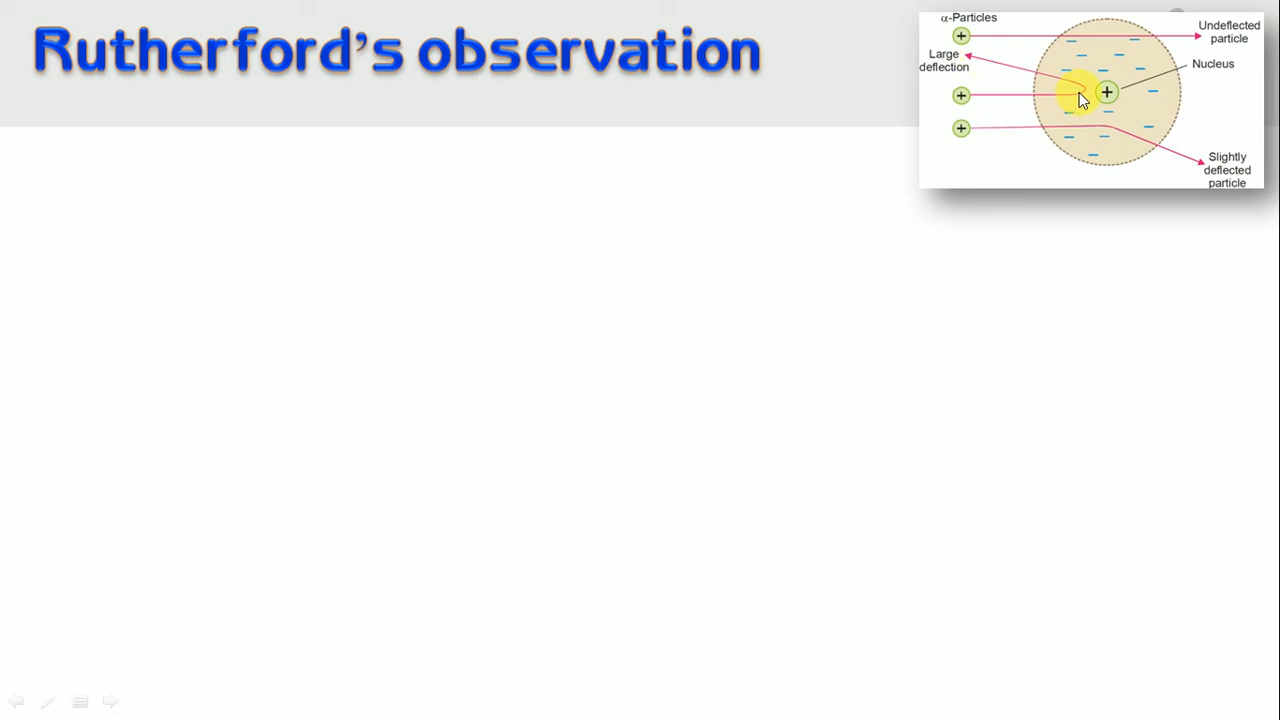 Rutherford's observation
α-Particles
Undeflected
particle
Large
deflection
Nucleus
Slightly
deflected
particle